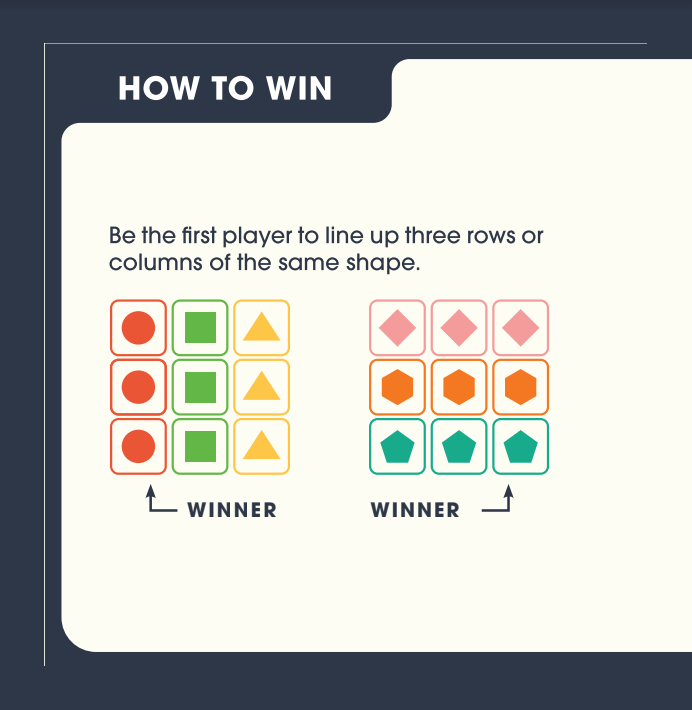 HOW TO WIN
Be the first player to line up three rows or
columns of the same shape.
WINNER
WINNER